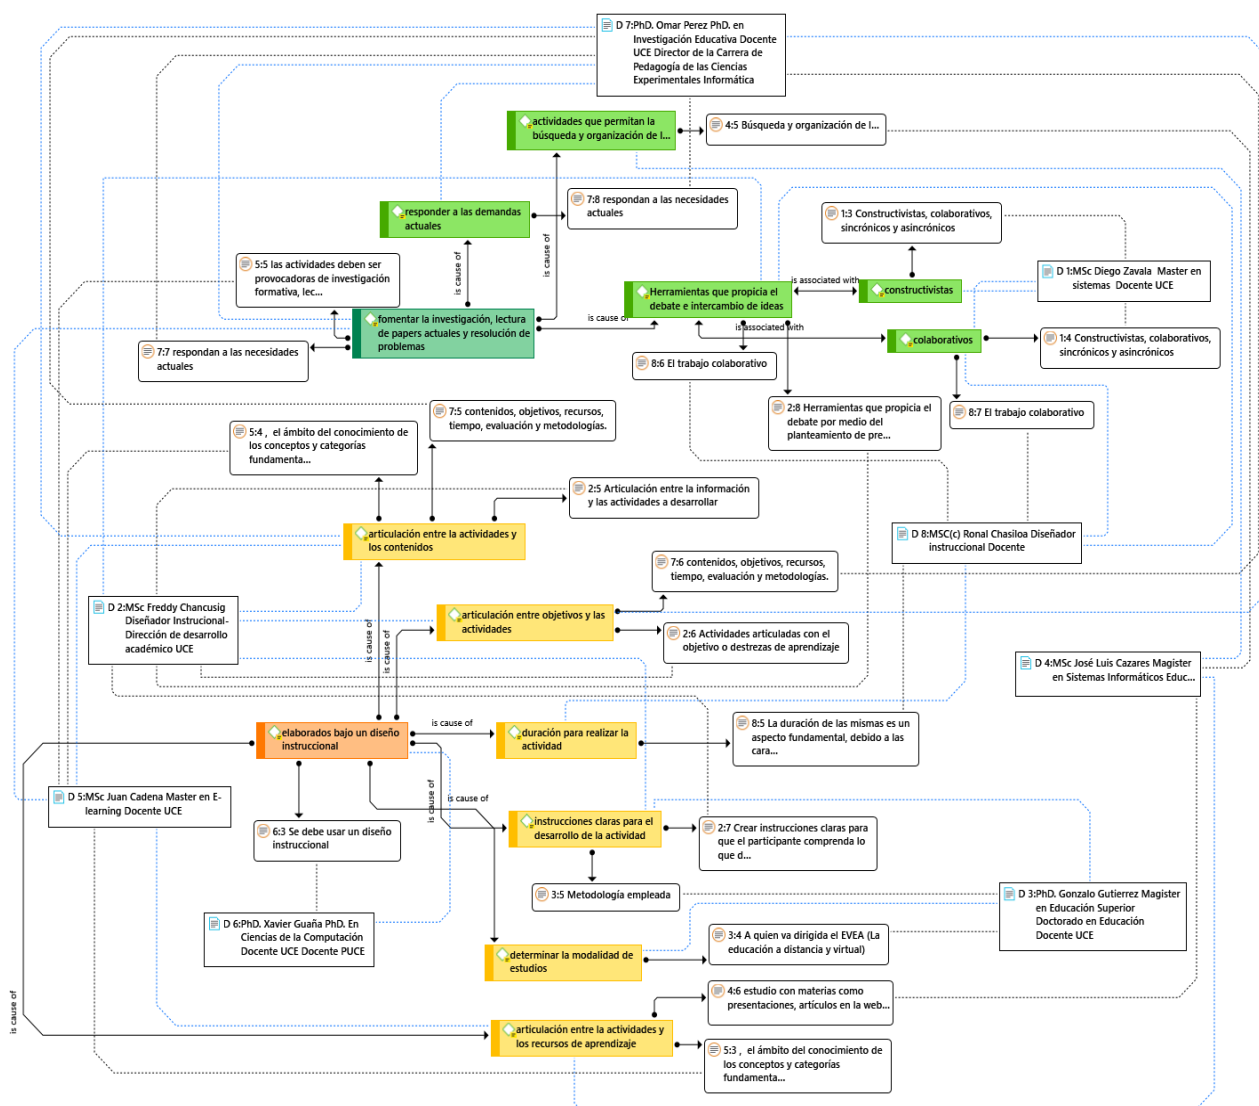 D 7:PhD. Omar Perez PhD. en
Investigación Educativa Docente
UCE Director de la Carrera de
Pedagogía de las Ciencias
Experimentales Informática
actividades que permitan la
búsqueda y organización de l...
4:5 Búsqueda y organización de l...
7:8 respondan a las necesidades
actuales
responder a las demandas
actuales
is cause of
is cause of
1:3 Constructivistas, colaborativos,
sincrónicos y asincrónicos
5:5 las actividades deben ser
provocadoras de investigación
formativa, lec...
D 1:MSc Diego Zavala Master en
sistemas Docente UCE
Herramientas que propicia el
debate e intercambio de ideas
is associated with
constructivistas
fomentar la investigación, lectura
de papers actuales y resolución de
problemas
is cause of
is associated with
colaborativos
1:4 Constructivistas, colaborativos,
sincrónicos y asincrónicos
7:7 respondan a las necesidades
actuales
8:6 El trabajo colaborativo
2:8 Herramientas que propicia el
debate por medio del
planteamiento de pre...
8:7 El trabajo colaborativo
7:5 contenidos, objetivos, recursos,
tiempo, evaluación y metodologías.
5:4 , el ámbito del conocimiento de
los conceptos y categorías
fundamenta...
2:5 Articulación entre la información
y las actividades a desarrollar
articulación entre la actividades y
los contenidos
D 8:MSC(c) Ronal Chasiloa Diseñador
instruccional Docente
7:6 contenidos, objetivos, recursos,
tiempo, evaluación y metodologías.
D 2:MSc Freddy Chancusig
Diseñador Instrucional-
Dirección de desarrollo
académico UCE
articulación entre objetivos y las
actividades
is cause of
is cause of
2:6 Actividades articuladas con el
objetivo o destrezas de aprendizaje
D 4:MSc José Luis Cazares Magister
en Sistemas Informáticos Educ...
elaborados bajo un diseño
instruccional
is cause of
duración para realizar la
actividad
8:5 La duración de las mismas es un
aspecto fundamental, debido a las
cara...
D 5:MSc Juan Cadena Master en E-
learning Docente UCE
is cause of
is cause of
instrucciones claras para el
desarrollo de la actividad
2:7 Crear instrucciones claras para
que el participante comprenda lo
que d...
6:3 Se debe usar un diseño
instruccional
3:5 Metodología empleada
D 3:PhD. Gonzalo Gutierrez Magister
en Educación Superior
Doctorado en Educación
Docente UCE
D 6:PhD. Xavier Guaña PhD. En
Ciencias de la Computación
Docente UCE Docente PUCE
3:4 A quien va dirigida el EVEA (La
educación a distancia y virtual)
determinar la modalidad de
estudios
is cause of
4:6 estudio con materias como
presentaciones, artículos en la web...
articulación entre la actividades y
los recursos de aprendizaje
5:3 , el ámbito del conocimiento de
los conceptos y categorías
fundamenta...